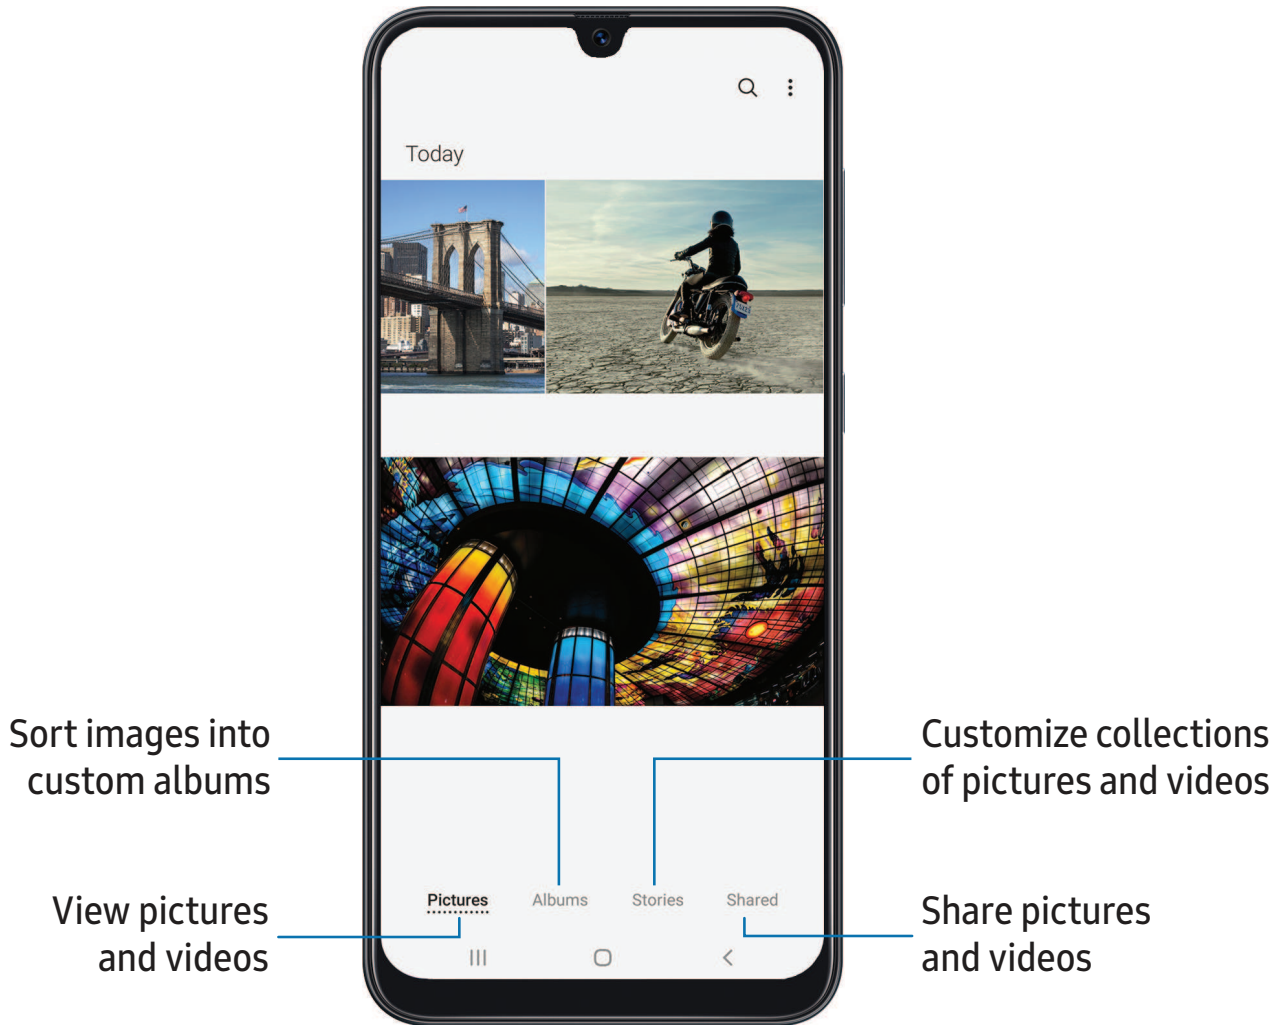 Today
Sort images into
custom albums
Customize collections
of pictures and videos
Pictures
Albums
Stories
Shared
View pictures
and videos
Share pictures
and videos